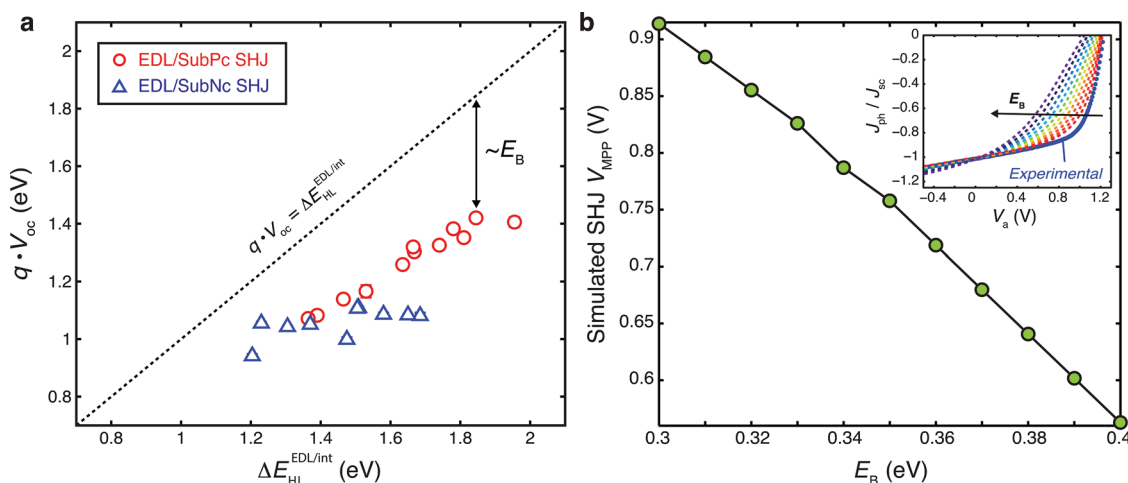 a
EDL/SubPc SHJ
EDL/SubNc SHJ
q·V_oc = ΔE_HL^EDL/int
~E_B
q·V_oc (eV)
2
1.8
1.6
1.4
1.2
1
0.8
0.8
1
1.2
1.4
1.6
1.8
2
ΔE_HL^EDL/int (eV)
b
Simulated SHJ V_MPP (V)
0.9
0.85
0.8
0.75
0.7
0.65
0.6
0.3
0.32
0.34
0.36
0.38
0.4
E_B (eV)
J_ph / J_sc
0
−0.2
−0.4
−0.6
−0.8
−1
−1.2
E_B
Experimental
−0.4
0
0.4
0.8
1.2
V_a (V)